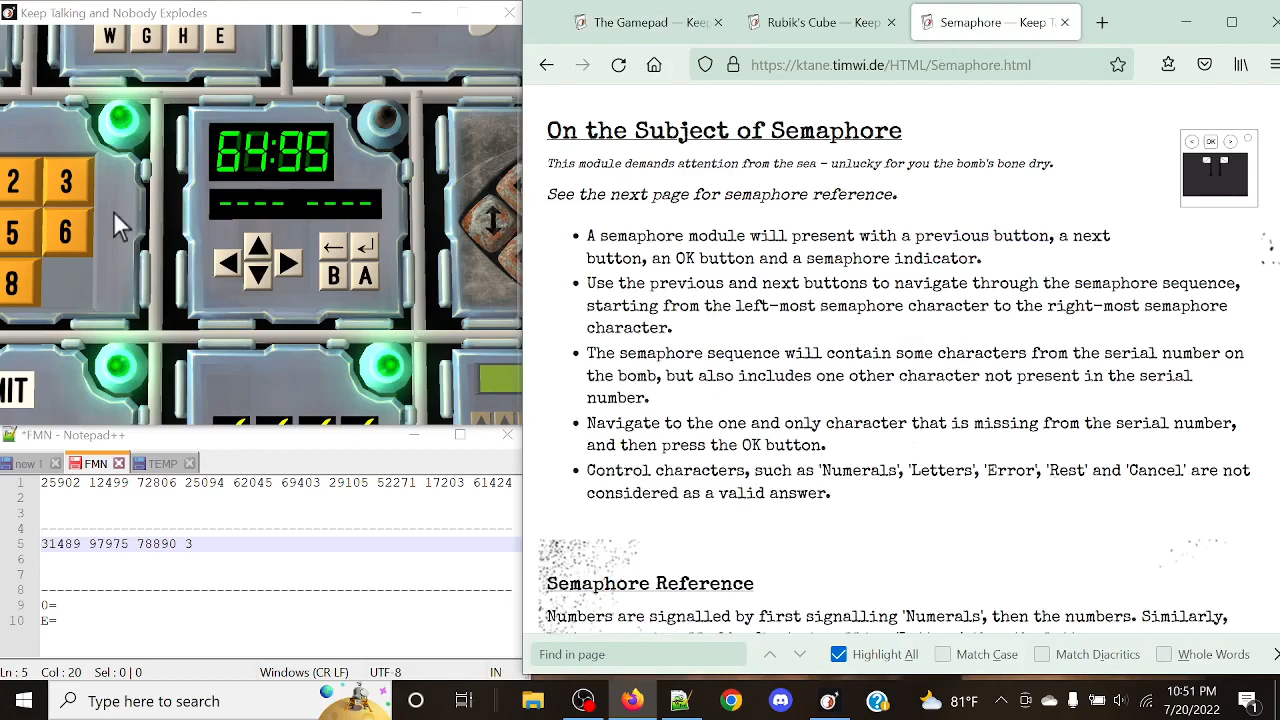 Keep Talking and Nobody Explodes
W G H E
2 3
5 6
8
64:95
---- ----
B A
MIT
*FMN - Notepad++
new 1
FMN
TEMP
1 25902 12499 72806 25094 62045 69403 29105 52271 17203 61424
2
3
4 ----------------------------------------------------------
5 31489 97975 78890 3
6
7
8 ----------------------------------------------------------
9 0=
10 E=
Ln : 5 Col : 20 Sel : 0 | 0 Windows (CR LF) UTF-8 IN
The Gamepad — Keep
Rubik's Cube — Keep
Semaphore — Keep T
https://ktane.timwi.de/HTML/Semaphore.html
On the Subject of Semaphore
This module demands attention from the sea – unlucky for you the bomb's bone dry.
See the next page for semaphore reference.
OK
• A semaphore module will present with a previous button, a next
button, an OK button and a semaphore indicator.
• Use the previous and next buttons to navigate through the semaphore sequence,
starting from the left-most semaphore character to the right-most semaphore
character.
• The semaphore sequence will contain some characters from the serial number on
the bomb, but also includes one other character not present in the serial
number.
• Navigate to the one and only character that is missing from the serial number,
and then press the OK button.
• Control characters, such as 'Numerals', 'Letters', 'Error', 'Rest' and 'Cancel' are not
considered as a valid answer.
Semaphore Reference
Numbers are signalled by first signalling 'Numerals', then the numbers. Similarly,
Find in page
Highlight All
Match Case
Match Diacritics
Whole Words
Type here to search
81°F
10:51 PM
7/20/2022